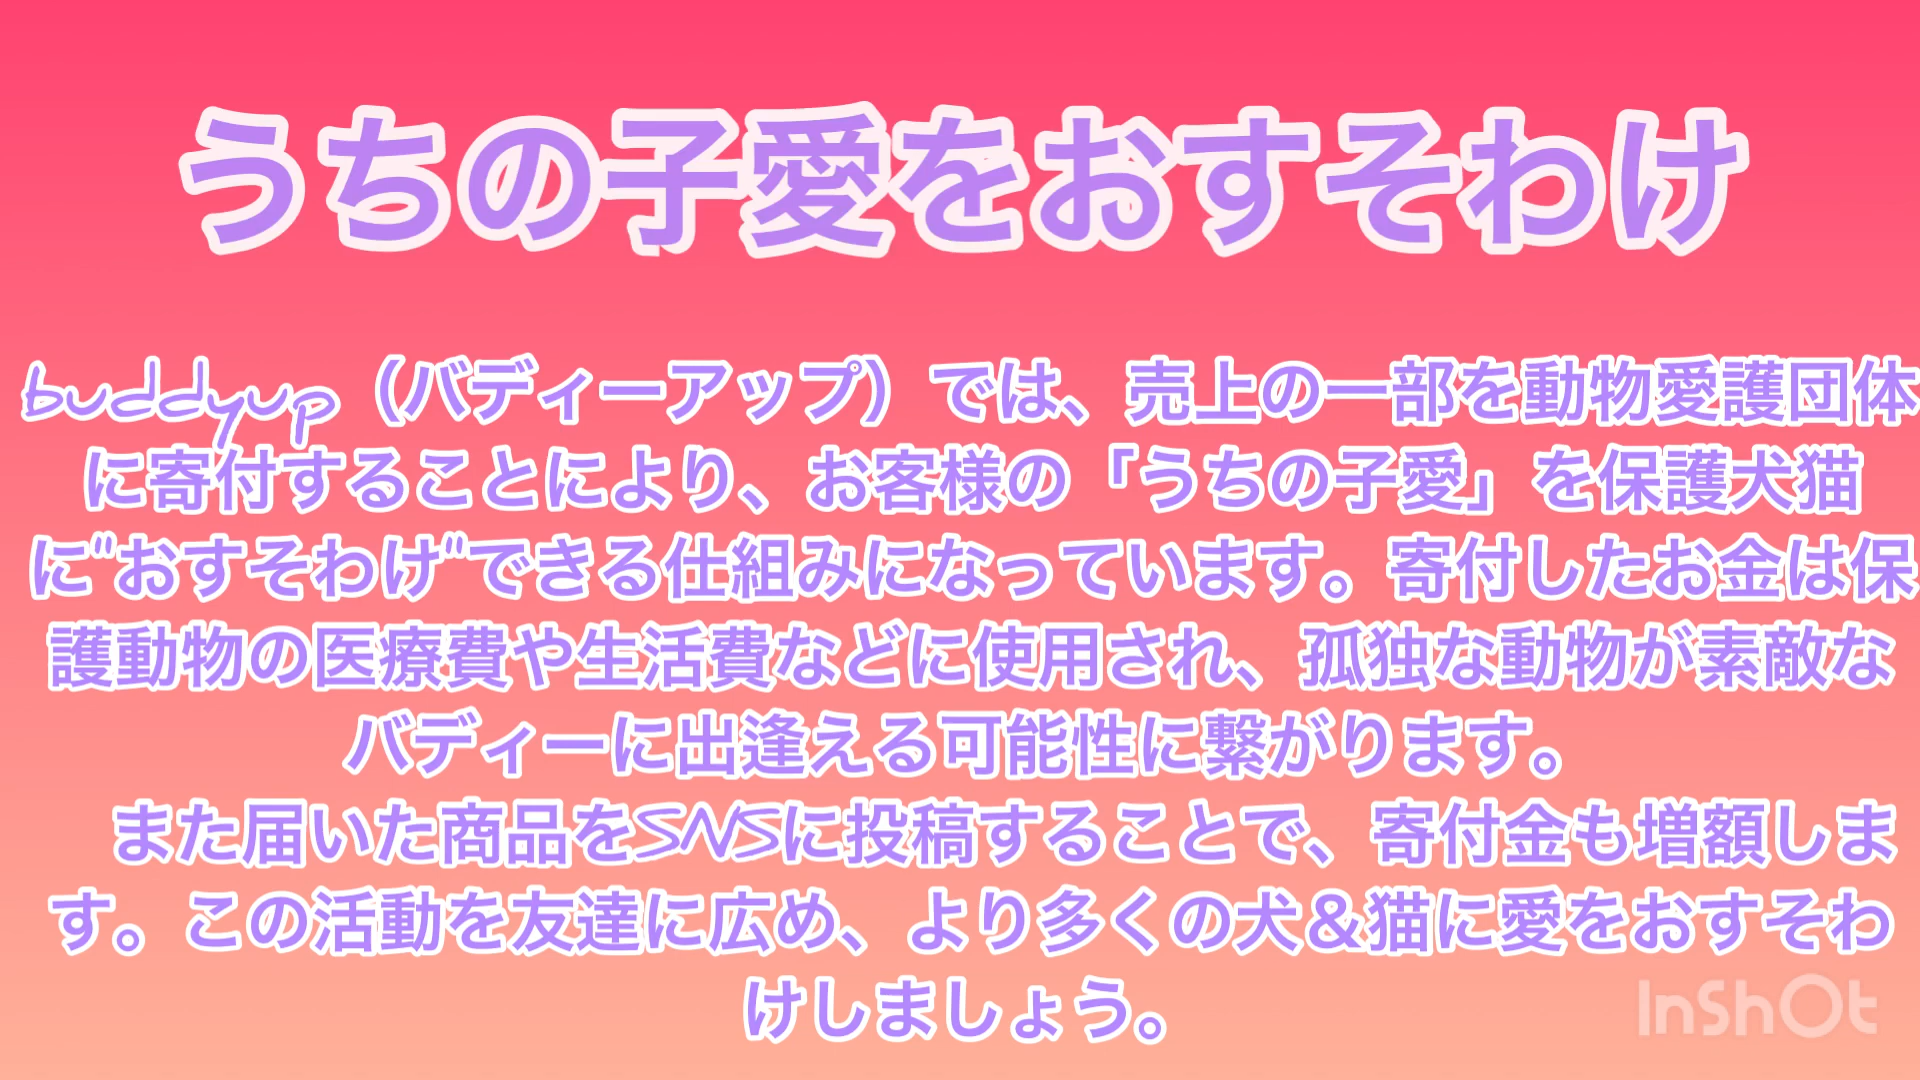 うちの子愛をおすそわけ
buddyup（バディーアップ）では、売上の一部を動物愛護団体
に寄付することにより、お客様の「うちの子愛」を保護犬猫
に“おすそわけ“できる仕組みになっています。寄付したお金は保
護動物の医療費や生活費などに使用され、孤独な動物が素敵な
バディーに出逢える可能性に繋がります。
また届いた商品をSNSに投稿することで、寄付金も増額しま
す。この活動を友達に広め、より多くの犬&猫に愛をおすそわ
けしましょう。
InShOt